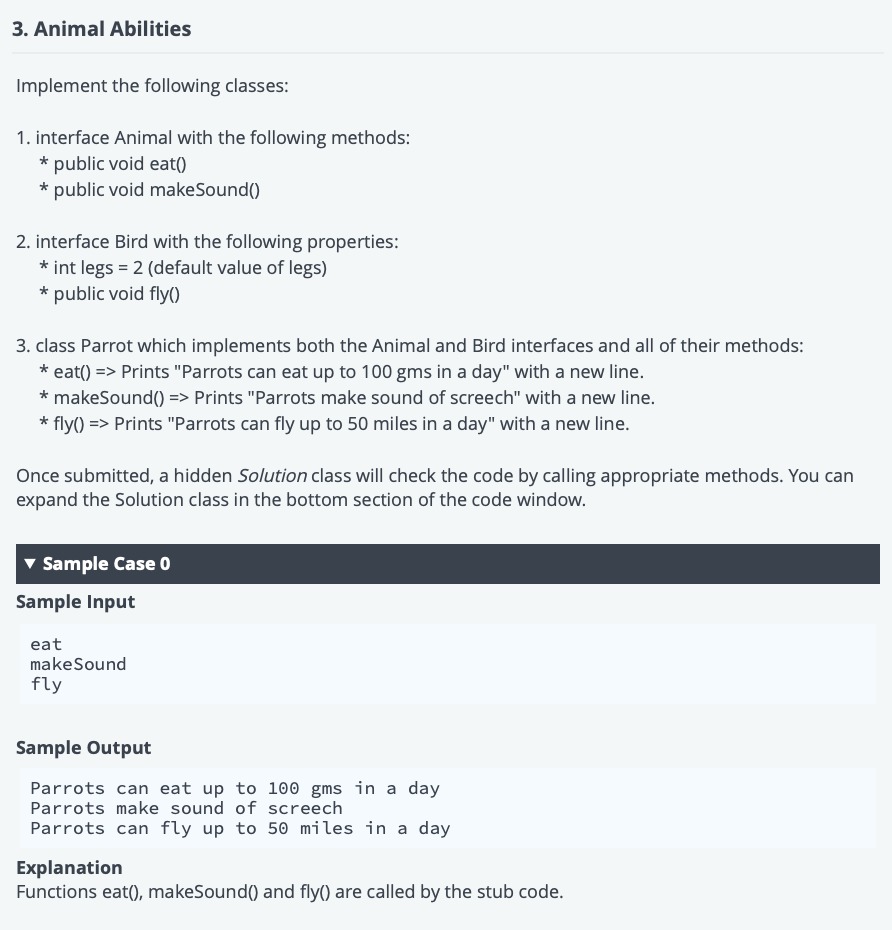 3. Animal Abilities
Implement the following classes:
1. interface Animal with the following methods:
* public void eat()
* public void makeSound()
2. interface Bird with the following properties:
* int legs = 2 (default value of legs)
* public void fly()
3. class Parrot which implements both the Animal and Bird interfaces and all of their methods:
* eat() => Prints "Parrots can eat up to 100 gms in a day" with a new line.
* makeSound() => Prints "Parrots make sound of screech" with a new line.
* fly() => Prints "Parrots can fly up to 50 miles in a day" with a new line.
Once submitted, a hidden Solution class will check the code by calling appropriate methods. You can
expand the Solution class in the bottom section of the code window.
▼ Sample Case 0
Sample Input
eat
makeSound
fly
Sample Output
Parrots can eat up to 100 gms in a day
Parrots make sound of screech
Parrots can fly up to 50 miles in a day
Explanation
Functions eat(), makeSound() and fly() are called by the stub code.